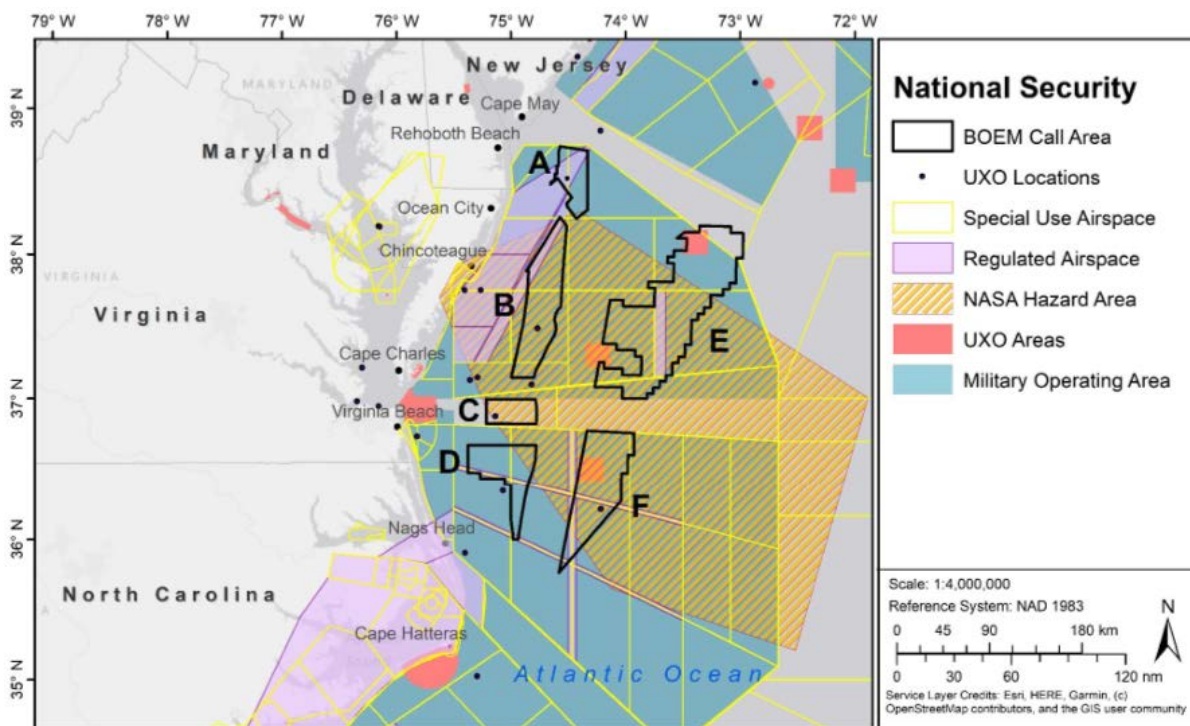 79° W 78° W 77° W 76° W 75° W 74° W 73° W 72° W
39° N
38° N
37° N
36° N
35° N
New Jersey
MARYLAND
Delaware
Cape May
Rehoboth Beach
Maryland
A
Ocean City
Chincoteague
VIRGINIA
B
Virginia
E
Cape Charles
C
Virginia Beach
D
F
Nags Head
North Carolina
Cape Hatteras
Atlantic Ocean
National Security
BOEM Call Area
UXO Locations
Special Use Airspace
Regulated Airspace
NASA Hazard Area
UXO Areas
Military Operating Area
Scale: 1:4,000,000
Reference System: NAD 1983
N
0 45 90 180 km
0 30 60 120 nm
Service Layer Credits: Esri, HERE, Garmin, (c)
OpenStreetMap contributors, and the GIS user community